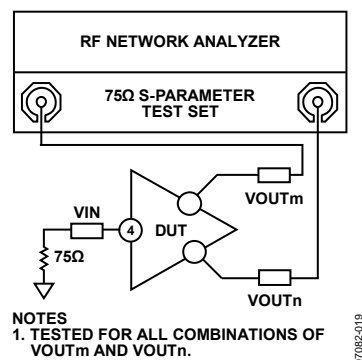 RF NETWORK ANALYZER
75Ω S-PARAMETER
TEST SET
VOUTm
VIN
4
DUT
75Ω
VOUTn
NOTES
1. TESTED FOR ALL COMBINATIONS OF
VOUTm AND VOUTn.
7082-019